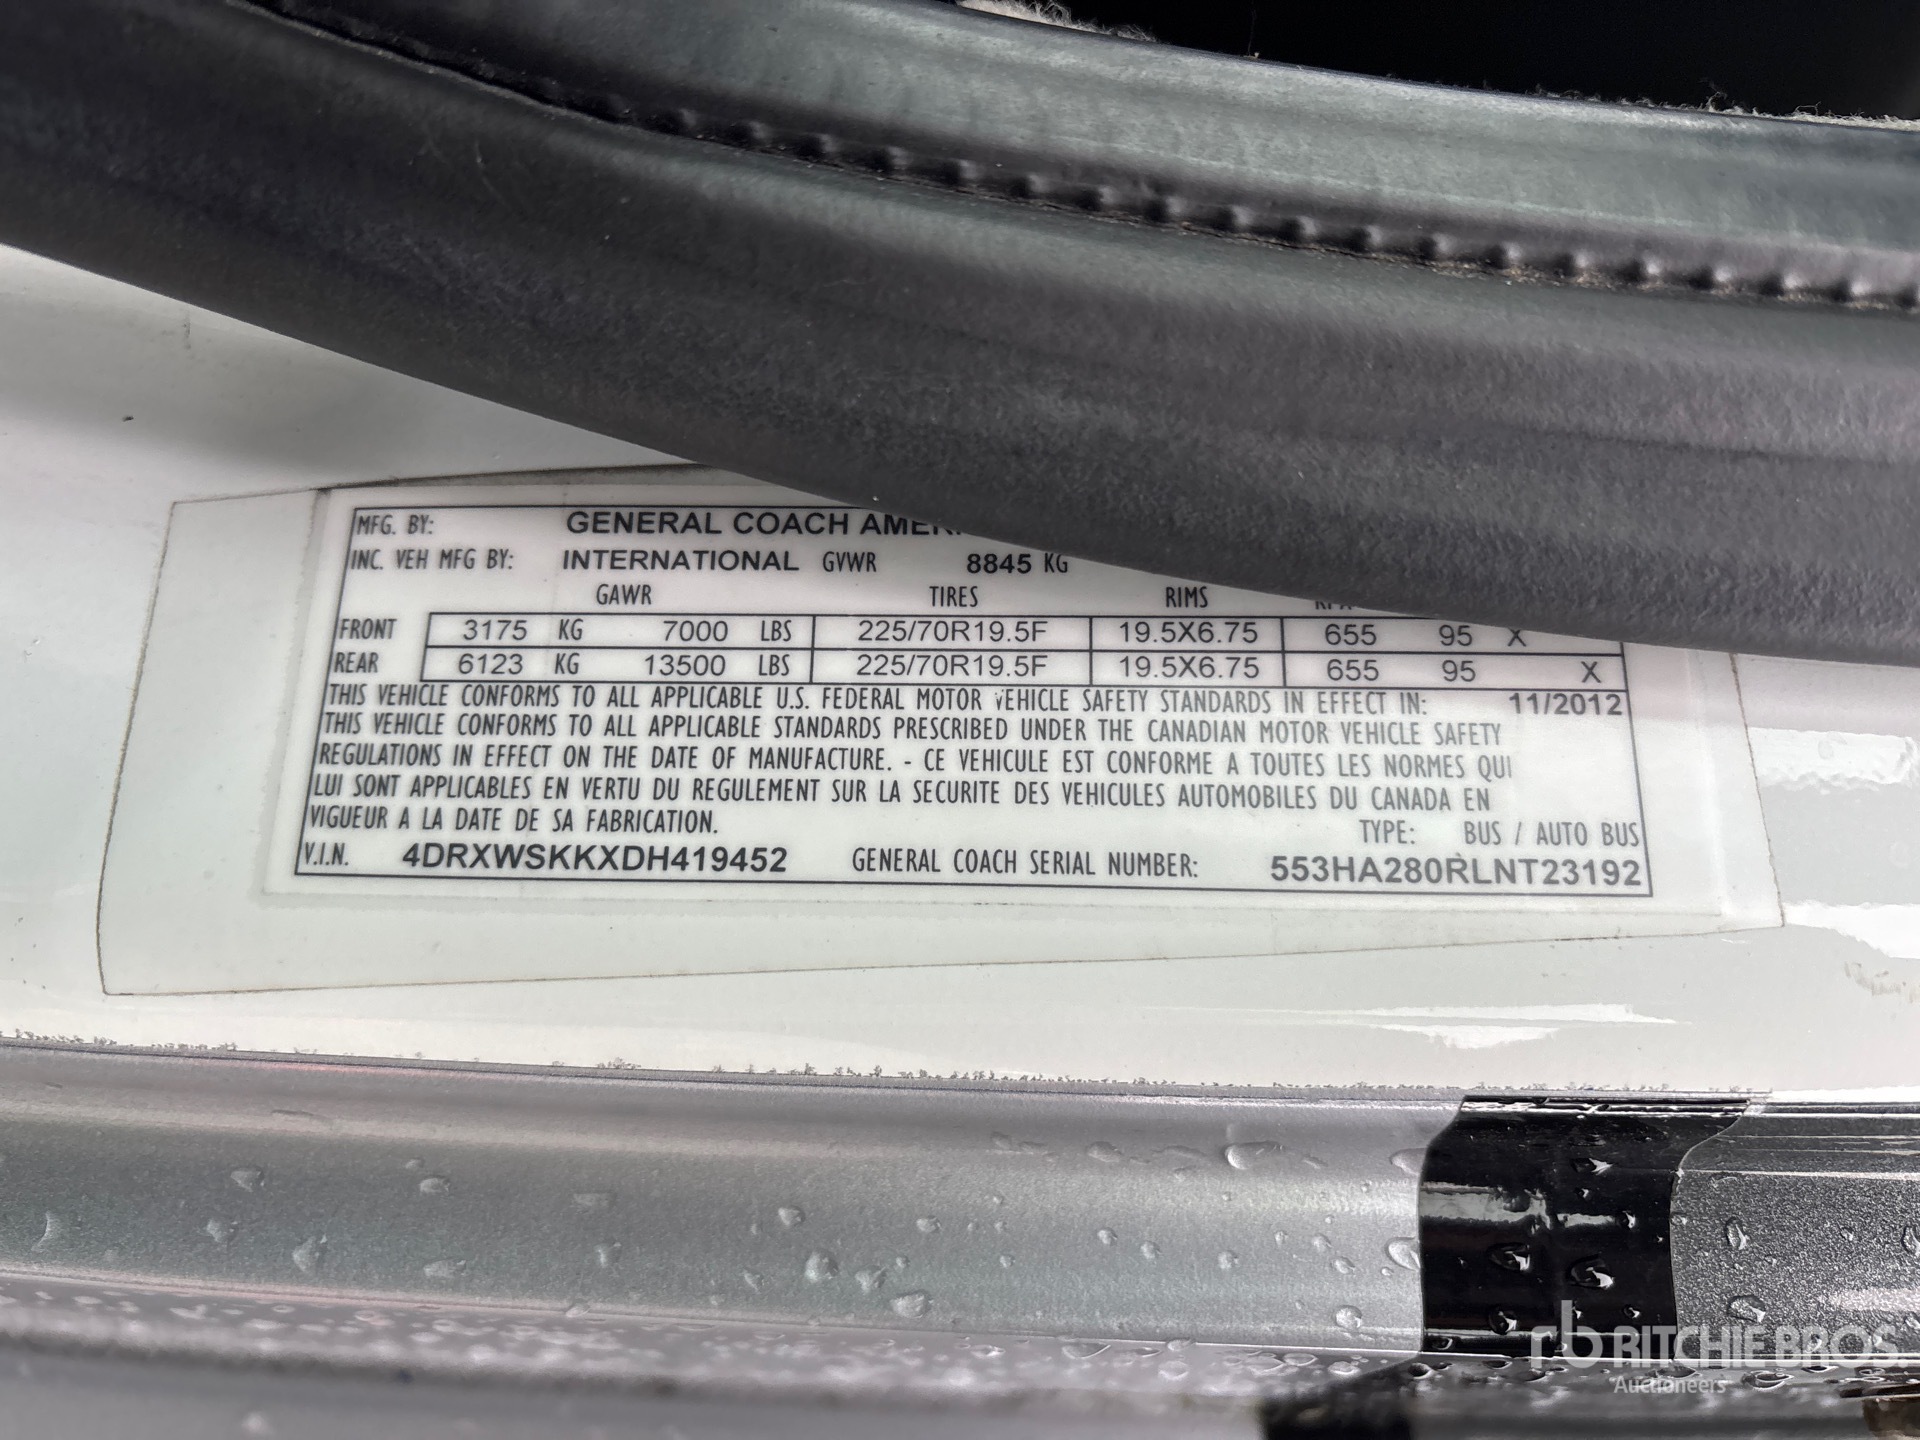 MFG. BY: GENERAL COACH
INC. VEH MFG BY: INTERNATIONAL GVWR 8845 KG
GAWR TIRES RIMS
FRONT 3175 KG 7000 LBS 225/70R19.5F 19.5X6.75 655 95 X
REAR 6123 KG 13500 LBS 225/70R19.5F 19.5X6.75 655 95 X
THIS VEHICLE CONFORMS TO ALL APPLICABLE U.S. FEDERAL MOTOR VEHICLE SAFETY STANDARDS IN EFFECT IN: 11/2012
THIS VEHICLE CONFORMS TO ALL APPLICABLE STANDARDS PRESCRIBED UNDER THE CANADIAN MOTOR VEHICLE SAFETY
REGULATIONS IN EFFECT ON THE DATE OF MANUFACTURE. - CE VEHICULE EST CONFORME A TOUTES LES NORMES QUI
LUI SONT APPLICABLES EN VERTU DU REGULEMENT SUR LA SECURITE DES VEHICULES AUTOMOBILES DU CANADA EN
VIGUEUR A LA DATE DE SA FABRICATION.
TYPE: BUS / AUTO BUS
V.I.N. 4DRXWSKKXDH419452 GENERAL COACH SERIAL NUMBER: 553HA280RLNT23192
rb RITCHIE BROS.
Auctioneers